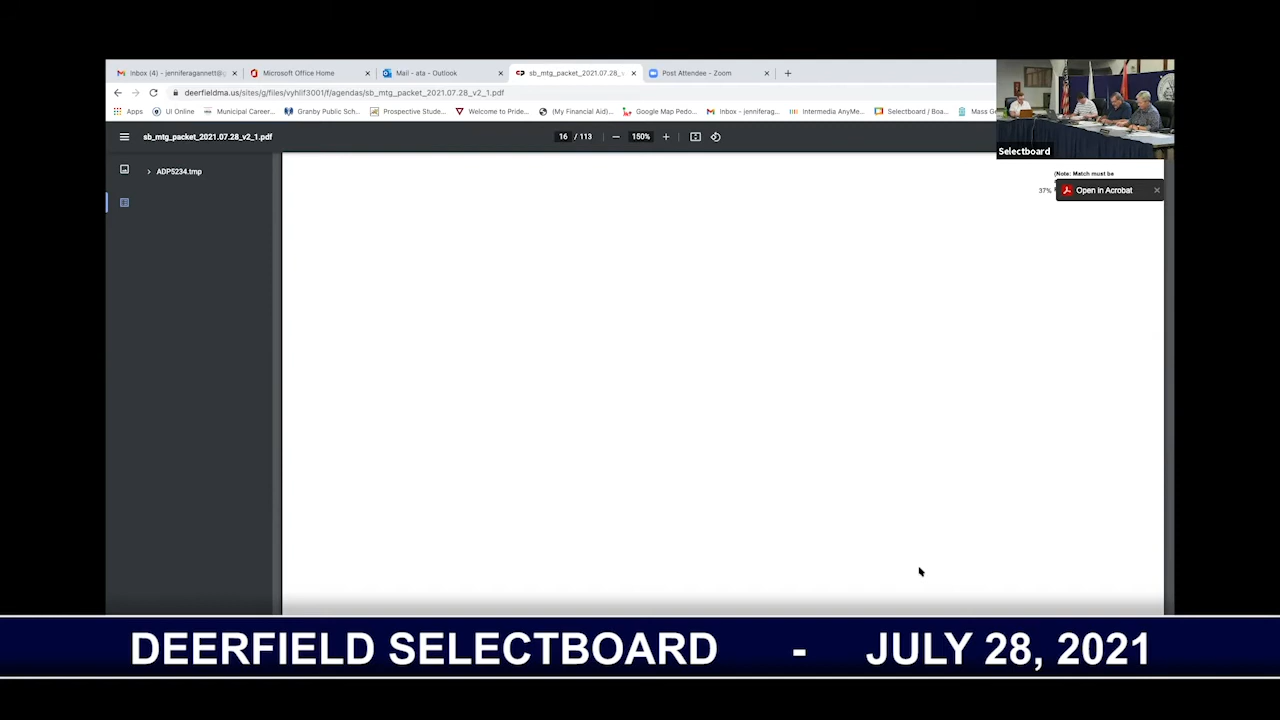 Inbox (4) - jenniferagannett@g
Microsoft Office Home
Mail - ata - Outlook
sb_mtg_packet_2021.07.28_v
Post Attendee - Zoom
deerfieldma.us/sites/g/files/vyhlif3001/f/agendas/sb_mtg_packet_2021.07.28_v2_1.pdf
Apps
UI Online
Municipal Career...
Granby Public Sch...
Prospective Stude...
Welcome to Pride...
(My Financial Aid)...
Google Map Pedo...
Inbox - jenniferag...
Intermedia AnyMe...
Selectboard / Boa...
Mass G
sb_mtg_packet_2021.07.28_v2_1.pdf
16 / 113
150%
Selectboard
ADP5234.tmp
(Note: Match must be
37%
Open in Acrobat
DEERFIELD SELECTBOARD - JULY 28, 2021